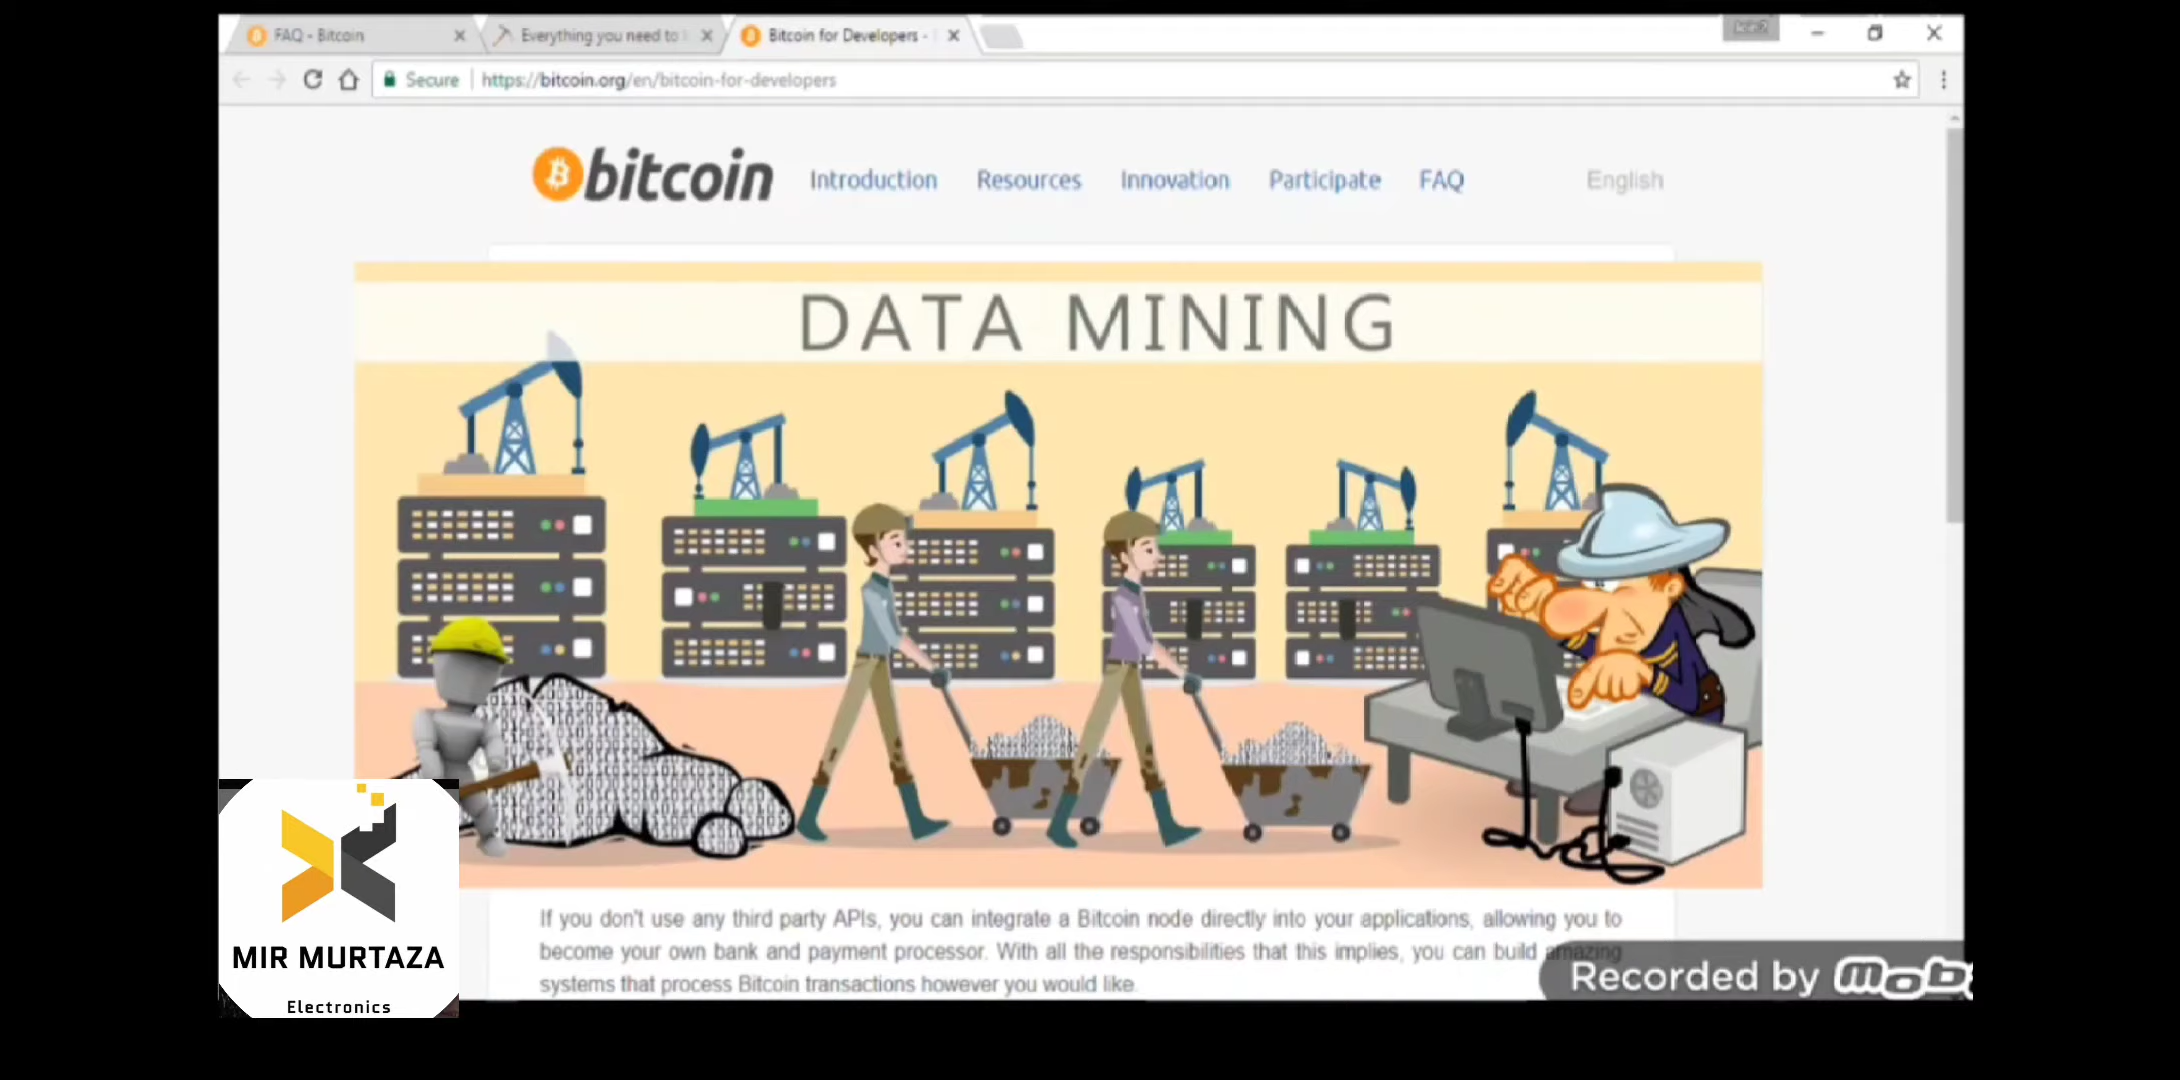 FAQ - Bitcoin
Everything you need to
Bitcoin for Developers -
Secure https://bitcoin.org/en/bitcoin-for-developers
bitcoin Introduction Resources Innovation Participate FAQ English
DATA MINING
If you don't use any third party APIs, you can integrate a Bitcoin node directly into your applications, allowing you to
become your own bank and payment processor. With all the responsibilities that this implies, you can build amazing
systems that process Bitcoin transactions however you would like.
MIR MURTAZA
Electronics
Recorded by